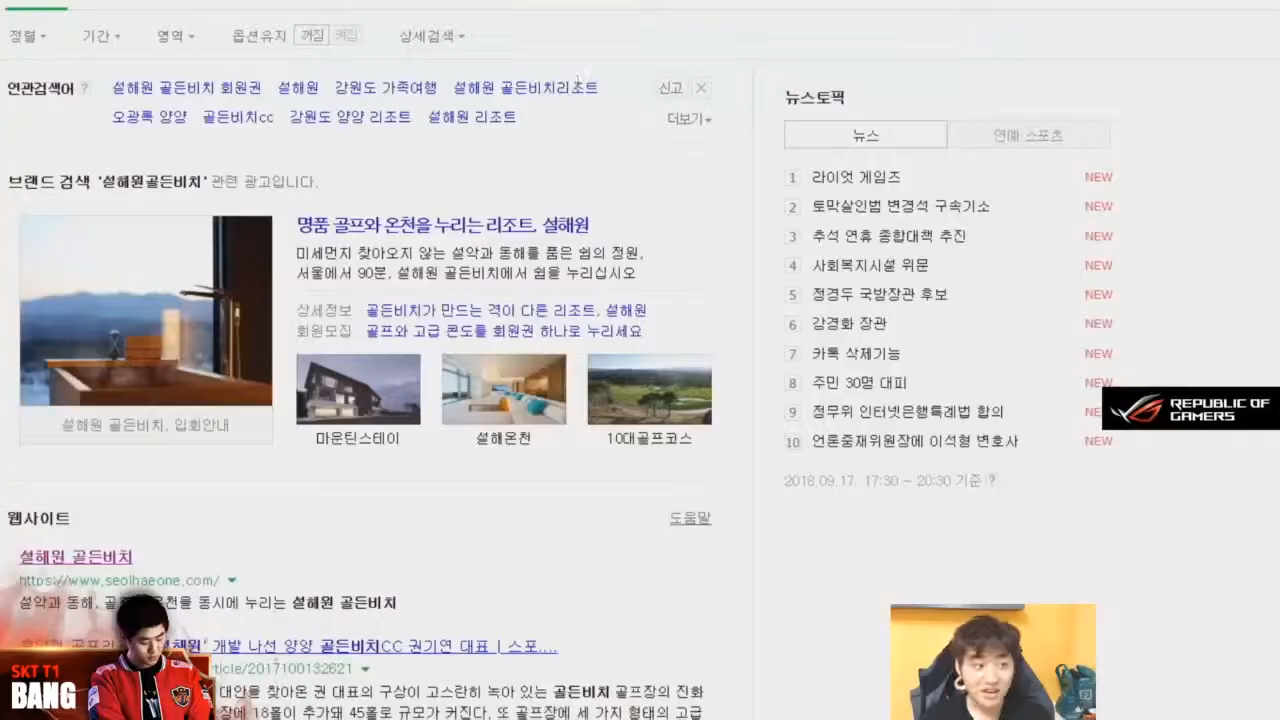 정렬 기간 영역 옵션유지 꺼짐 켜짐 상세검색
연관검색어 ? 설해원 골든비치 회원권 설해원 강원도 가족여행 설해원 골든비치리조트 신고
오광록 양양 골든비치cc 강원도 양양 리조트 설해원 리조트 더보기
브랜드 검색 '설해원골든비치' 관련 광고입니다.
명품 골프와 온천을 누리는 리조트, 설해원
미세먼지 찾아오지 않는 설악과 동해를 품은 쉼의 정원,
서울에서 90분, 설해원 골든비치에서 쉼을 누리십시오
상세정보 골든비치가 만드는 격이 다른 리조트, 설해원
회원모집 골프와 고급 콘도를 회원권 하나로 누리세요
설해원 골든비치, 입회안내
마운틴스테이 설해온천 10대골프코스
웹사이트 도움말
설해원 골든비치
https://www.seolhaeone.com/
설악과 동해, 골 온천을 동시에 누리는 설해원 골든비치
개발 나선 양양 골든비치CC 권기연 대표 | 스포....
rticle/2017100132621
대안을 찾아온 권 대표의 구상이 고스란히 녹아 있는 골든비치 골프장의 진화
장에 18홀이 추가돼 45홀로 규모가 커진다. 또 골프장에 세 가지 형태의 고급
뉴스토픽
뉴스 연예 스포츠
1 라이엇 게임즈 NEW
2 토막살인범 변경석 구속기소 NEW
3 추석 연휴 종합대책 추진 NEW
4 사회복지시설 위문 NEW
5 정경두 국방장관 후보 NEW
6 강경화 장관 NEW
7 카톡 삭제기능 NEW
8 주민 30명 대피 NEW
9 정무위 인터넷은행특례법 합의 NE
10 언론중재위원장에 이석형 변호사 NEW
2018.09.17. 17:30 ~ 20:30 기준 ?
REPUBLIC OF
GAMERS
SKT T1
BANG